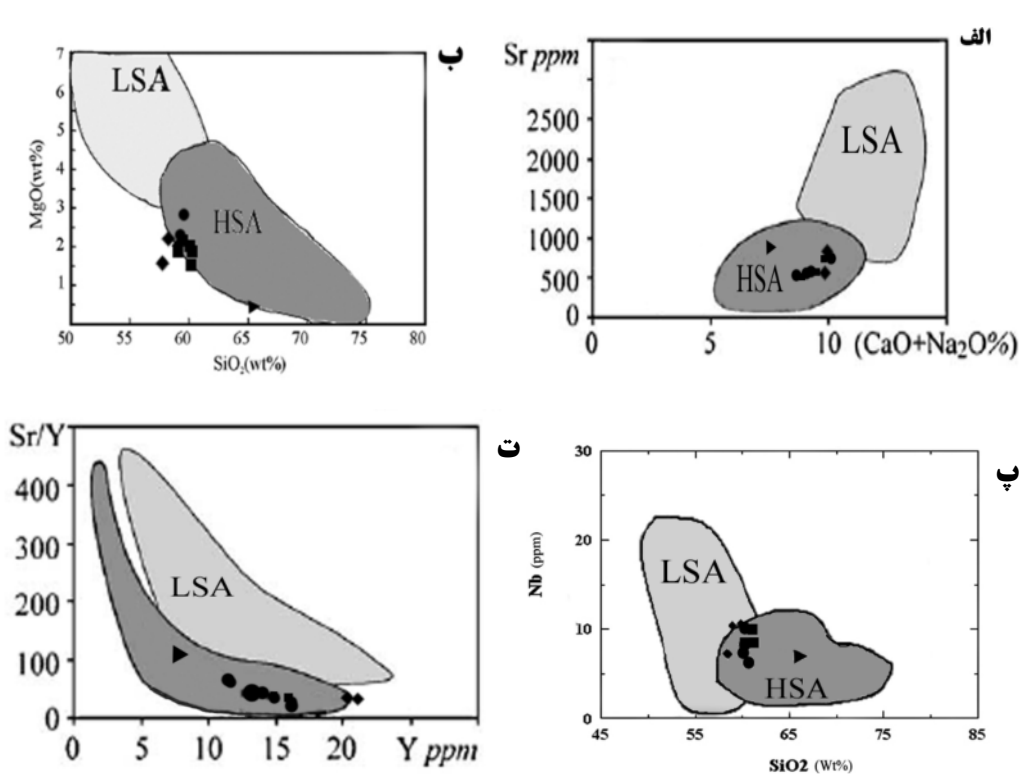 الف
Sr ppm
2500
2000
1500
1000
500
0
LSA
HSA
0 5 10 (CaO+Na₂O%)
ب
MgO(wt%)
7
6
5
4
3
2
1
LSA
HSA
50 55 60 65 70 75 80
SiO₂(wt%)
پ
Nb (ppm)
30
20
10
0
LSA
HSA
45 55 65 75 85
SiO2 (Wt%)
ت
Sr/Y
400
300
200
100
0
LSA
0 5 10 15 20 Y ppm